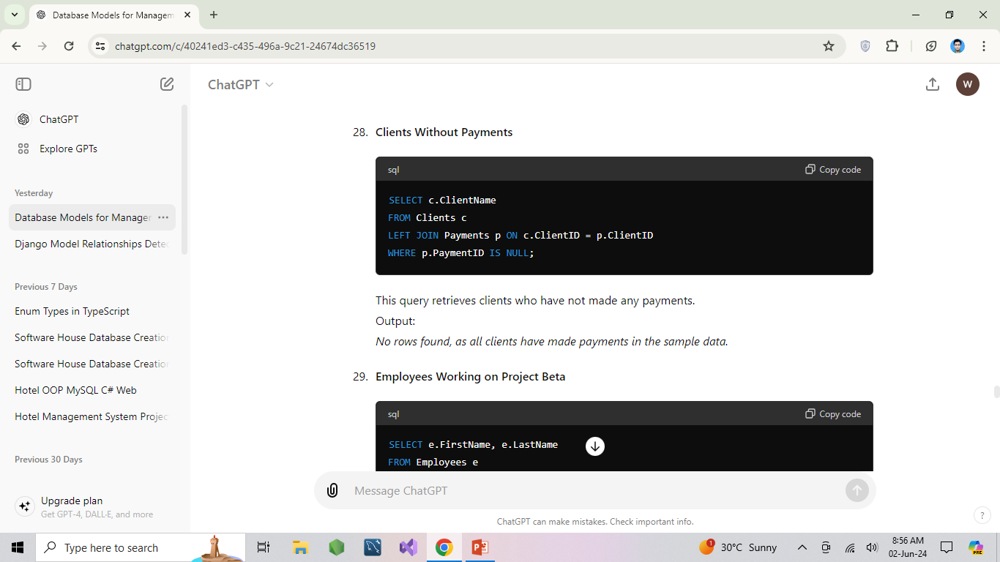 Database Models for Managem
chatgpt.com/c/40241ed3-c435-496a-9c21-24674dc36519
ChatGPT
Explore GPTs
Yesterday
Database Models for Manager
Django Model Relationships Dete
Previous 7 Days
Enum Types in TypeScript
Software House Database Creation
Software House Database Creation
Hotel OOP MySQL C# Web
Hotel Management System Projec
Previous 30 Days
Upgrade plan
Get GPT-4, DALL·E, and more
ChatGPT
W
28. Clients Without Payments
sql
Copy code
SELECT c.ClientName
FROM Clients c
LEFT JOIN Payments p ON c.ClientID = p.ClientID
WHERE p.PaymentID IS NULL;
This query retrieves clients who have not made any payments.
Output:
No rows found, as all clients have made payments in the sample data.
29. Employees Working on Project Beta
sql
Copy code
SELECT e.FirstName, e.LastName
FROM Employees e
Message ChatGPT
ChatGPT can make mistakes. Check important info.
?
Type here to search
1
30°C Sunny
8:56 AM
02-Jun-24
PRE